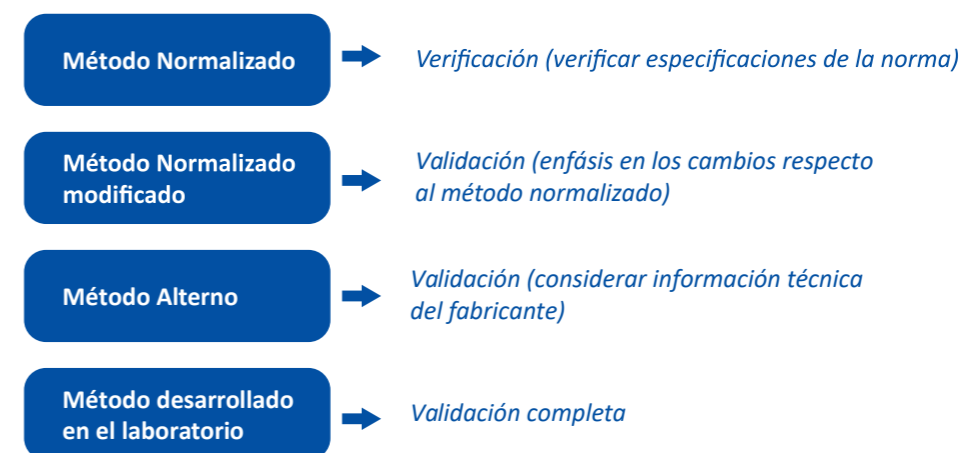 Método Normalizado
Verificación (verificar especificaciones de la norma)
Método Normalizado
modificado
Validación (enfásis en los cambios respecto
al método normalizado)
Método Alterno
Validación (considerar información técnica
del fabricante)
Método desarrollado
en el laboratorio
Validación completa